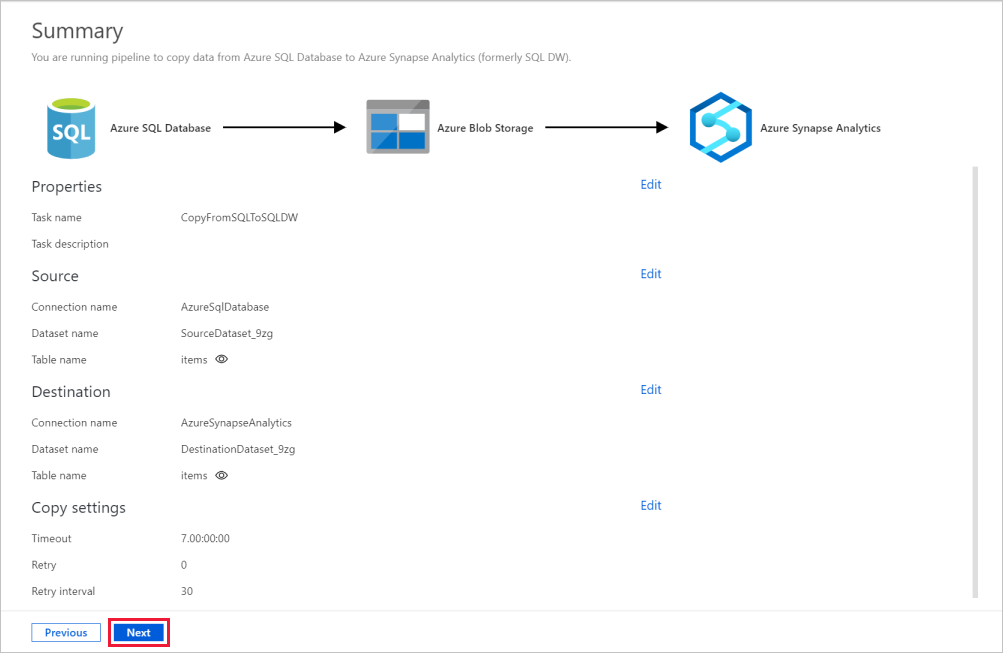 Summary
You are running pipeline to copy data from Azure SQL Database to Azure Synapse Analytics (formerly SQL DW).
SQL Azure SQL Database Azure Blob Storage Azure Synapse Analytics
Properties Edit
Task name CopyFromSQLToSQLDW
Task description
Source Edit
Connection name AzureSqlDatabase
Dataset name SourceDataset_9zg
Table name items
Destination Edit
Connection name AzureSynapseAnalytics
Dataset name DestinationDataset_9zg
Table name items
Copy settings Edit
Timeout 7.00:00:00
Retry 0
Retry interval 30
Previous Next